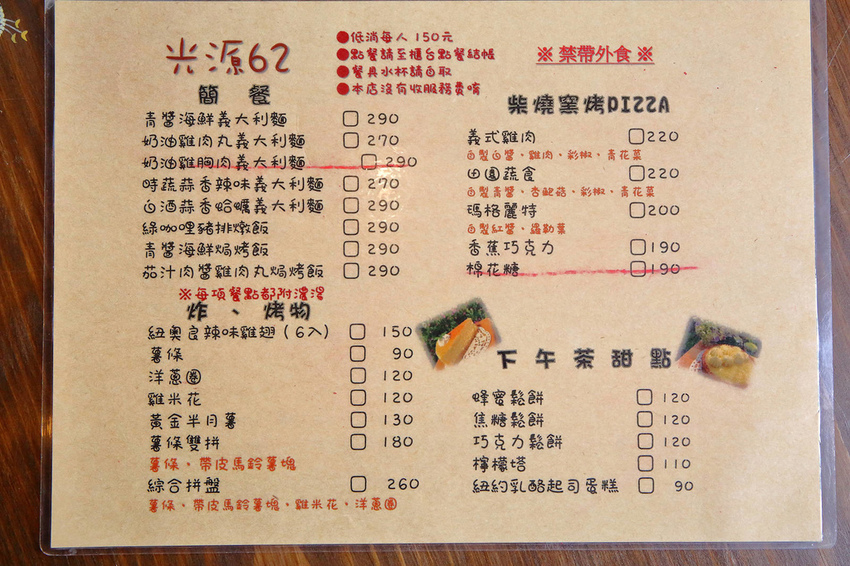 光源62
●低消每人150元
●點餐請至櫃台點餐結帳
●餐具水杯請自取
●本店沒有收服務費唷
※ 禁帶外食 ※
簡 餐
青醬海鮮義大利麵 □ 290
奶油雞肉丸義大利麵 □ 270
奶油雞胸肉義大利麵 □ 290
時蔬蒜香辣味義大利麵 □ 270
白酒蒜香蛤蠣義大利麵 □ 290
綠咖哩豬排燉飯 □ 290
青醬海鮮焗烤飯 □ 290
茄汁肉醬雞肉丸焗烤飯 □ 290
※每項餐點都附濃湯
炸、烤物
紐奧良辣味雞翅(6入) □ 150
薯條 □ 90
洋蔥圈 □ 120
雞米花 □ 120
黃金半月薯 □ 130
薯條雙拼 □ 180
薯條、帶皮馬鈴薯塊
綜合拼盤 □ 260
薯條、帶皮馬鈴薯塊、雞米花、洋蔥圈
柴燒窯烤PIZZA
義式雞肉 □220
自製白醬、雞肉、彩椒、青花菜
田園蔬食 □220
自製青醬、杏鮑菇、彩椒、青花菜
瑪格麗特 □200
自製紅醬、羅勒葉
香蕉巧克力 □190
棉花糖 □190
下午茶甜點
蜂蜜鬆餅 □ 120
焦糖鬆餅 □ 120
巧克力鬆餅 □ 120
檸檬塔 □ 110
紐約乳酪起司蛋糕 □ 90